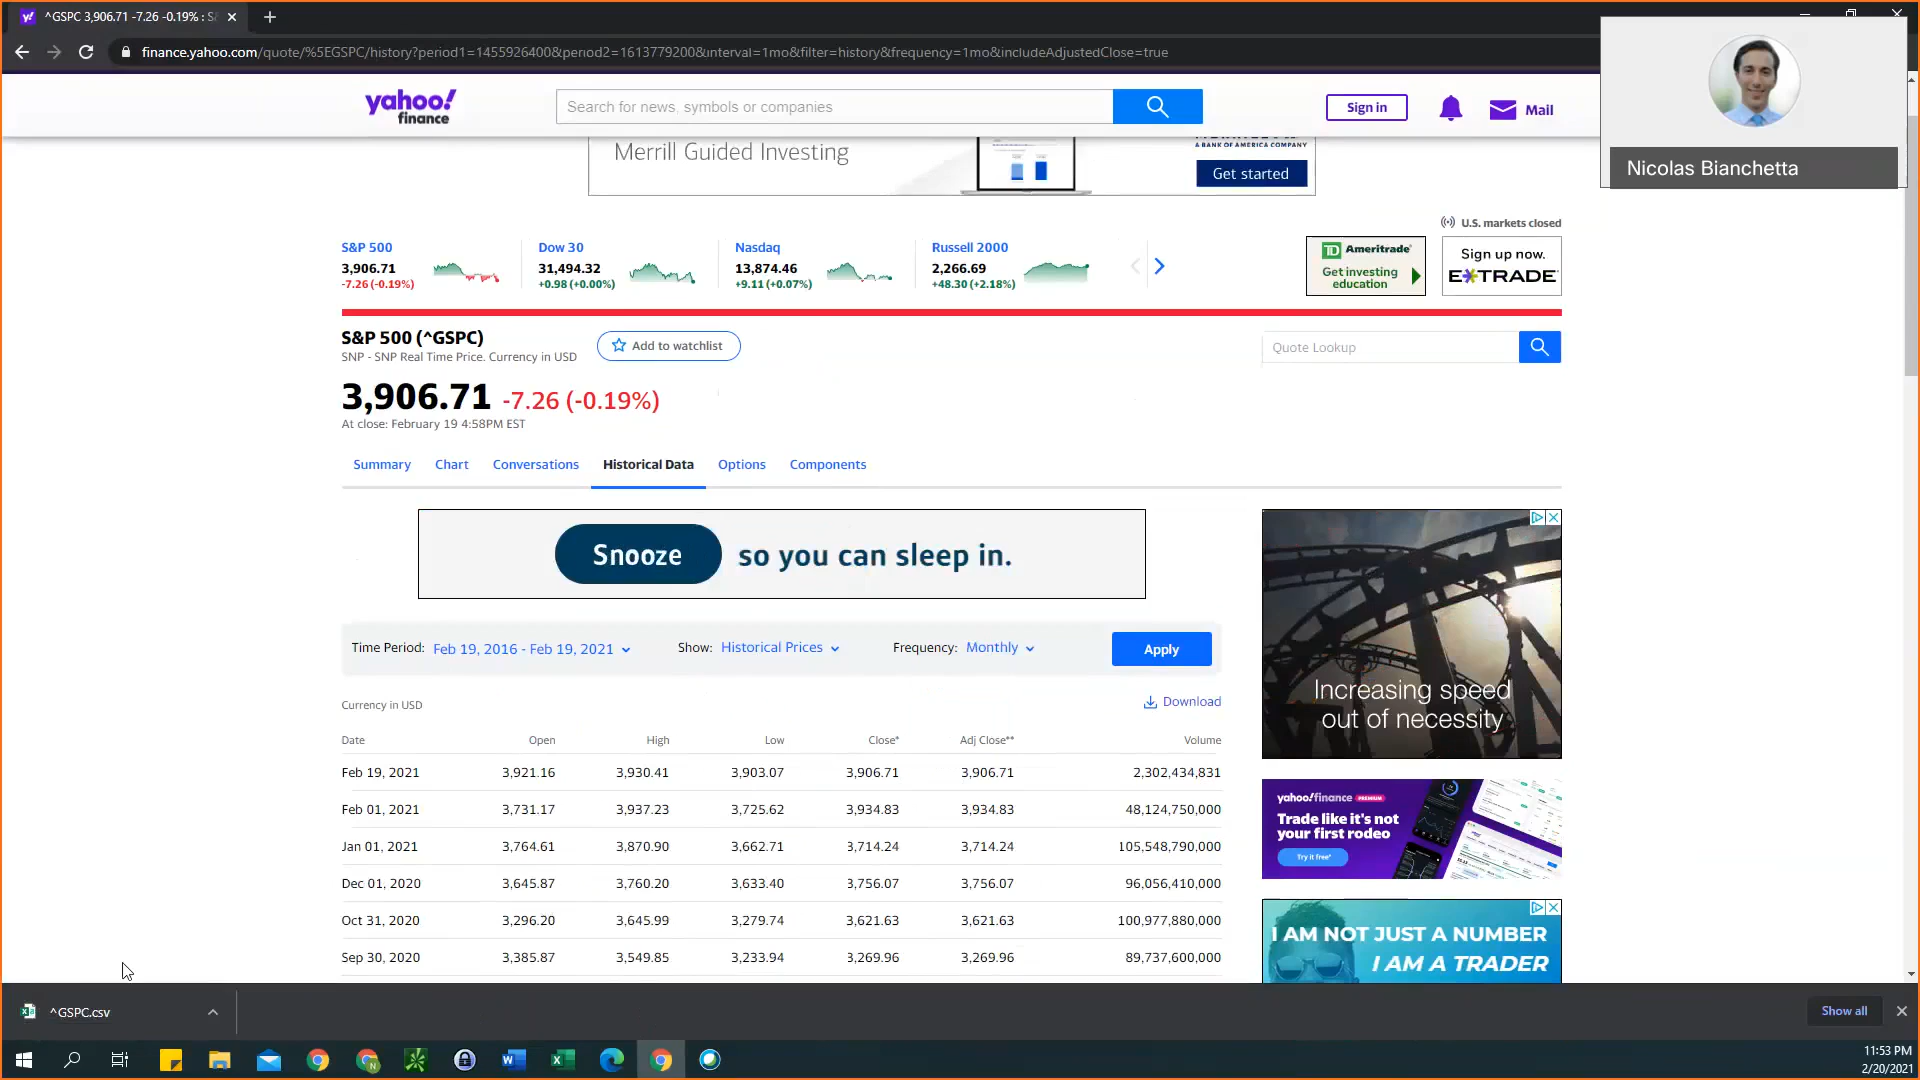 ^GSPC 3,906.71 -7.26 -0.19% : S&
finance.yahoo.com/quote/%5EGSPC/history?period1=1455926400&period2=1613779200&interval=1mo&filter=history&frequency=1mo&includeAdjustedClose=true
yahoo!
finance
Search for news, symbols or companies
Sign in
Mail
Nicolas Bianchetta
Merrill Guided Investing
A BANK OF AMERICA COMPANY
Get started
U.S. markets closed
S&P 500
3,906.71
-7.26 (-0.19%)
Dow 30
31,494.32
+0.98 (+0.00%)
Nasdaq
13,874.46
+9.11 (+0.07%)
Russell 2000
2,266.69
+48.30 (+2.18%)
TD Ameritrade
Get investing
education
Sign up now.
E*TRADE
S&P 500 (^GSPC)
SNP - SNP Real Time Price. Currency in USD
Add to watchlist
Quote Lookup
3,906.71 -7.26 (-0.19%)
At close: February 19 4:58PM EST
Summary Chart Conversations Historical Data Options Components
Snooze so you can sleep in.
Increasing speed
out of necessity
Time Period: Feb 19, 2016 - Feb 19, 2021 Show: Historical Prices Frequency: Monthly Apply
Currency in USD Download
Date Open High Low Close* Adj Close** Volume
Feb 19, 2021 3,921.16 3,930.41 3,903.07 3,906.71 3,906.71 2,302,434,831
Feb 01, 2021 3,731.17 3,937.23 3,725.62 3,934.83 3,934.83 48,124,750,000
Jan 01, 2021 3,764.61 3,870.90 3,662.71 3,714.24 3,714.24 105,548,790,000
Dec 01, 2020 3,645.87 3,760.20 3,633.40 3,756.07 3,756.07 96,056,410,000
Oct 31, 2020 3,296.20 3,645.99 3,279.74 3,621.63 3,621.63 100,977,880,000
Sep 30, 2020 3,385.87 3,549.85 3,233.94 3,269.96 3,269.96 89,737,600,000
yahoo!finance PREMIUM
Trade like it's not
your first rodeo
Try it free*
I AM NOT JUST A NUMBER
I AM A TRADER
^GSPC.csv
Show all
11:53 PM
2/20/2021